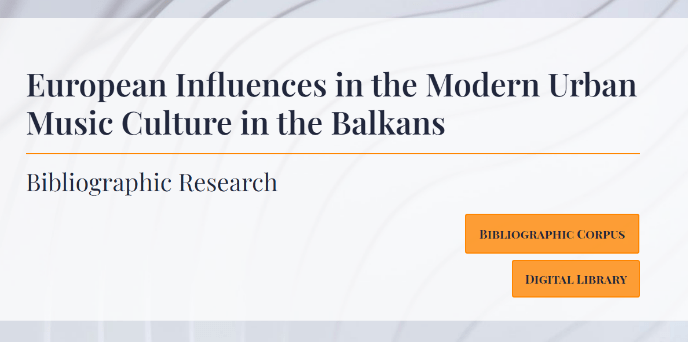 European Influences in the Modern Urban
Music Culture in the Balkans
Bibliographic Research
Bibliographic Corpus
Digital Library